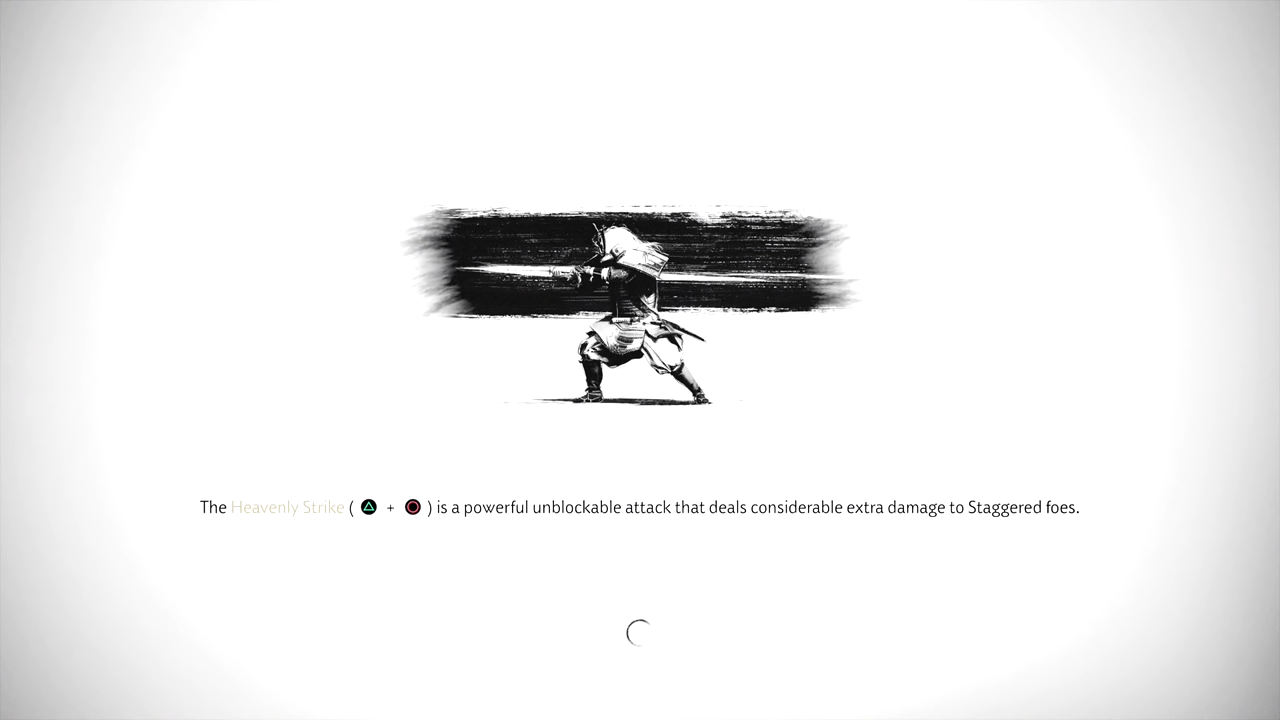 The Heavenly Strike ( + ) is a powerful unblockable attack that deals considerable extra damage to Staggered foes.